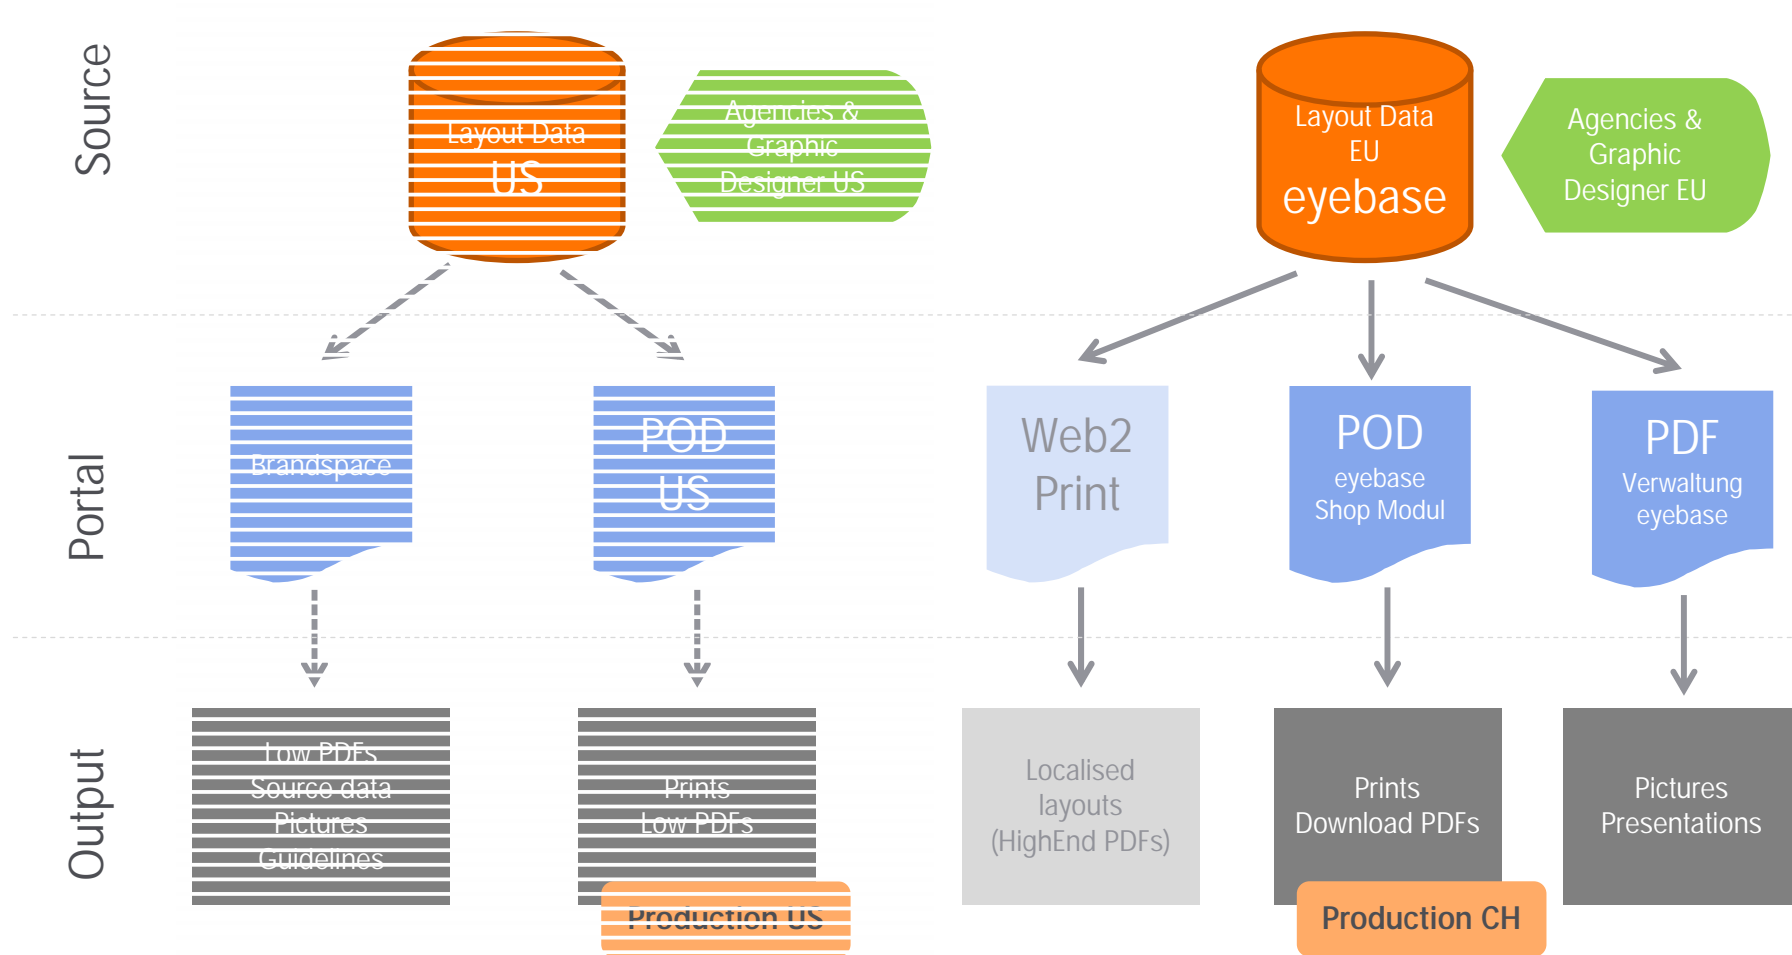 Source
Layout Data
US
Agencies &
Graphic
Designer US
Layout Data
EU
eyebase
Agencies &
Graphic
Designer EU
Portal
Brandspace
POD
US
Web2
Print
POD
eyebase
Shop Modul
PDF
Verwaltung
eyebase
Output
Low PDFs
Source data
Pictures
Guidelines
Prints
Low PDFs
Production US
Localised
layouts
(HighEnd PDFs)
Prints
Download PDFs
Production CH
Pictures
Presentations